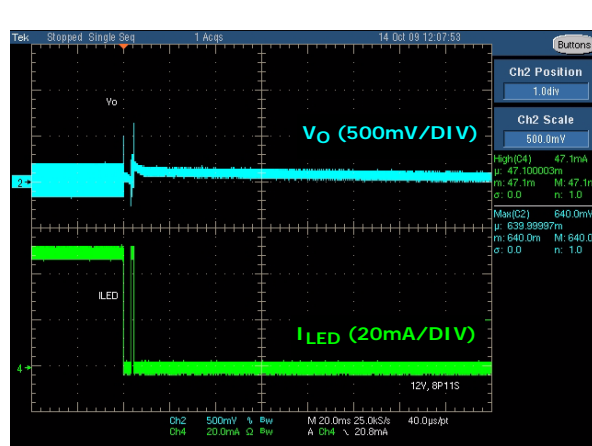 Tek Stopped Single Seq 1 Acqs 14 Oct 09 12:07:53
Buttons
Ch2 Position
1.0div
Ch2 Scale
500.0mV
Vo
VO (500mV/DIV)
High(C4) 47.1mA
μ: 47.100003m
m: 47.1m M: 47.1m
σ: 0.0 n: 1.0
2
Max(C2) 640.0mV
μ: 639.99997m
m: 640.0m M: 640.0
σ: 0.0 n: 1.0
ILED
ILED (20mA/DIV)
4
12V, 8P11S
Ch2 500mV Bw M 20.0ms 25.0kS/s 40.0μs/pt
Ch4 20.0mA Ω Bw A Ch4 20.8mA